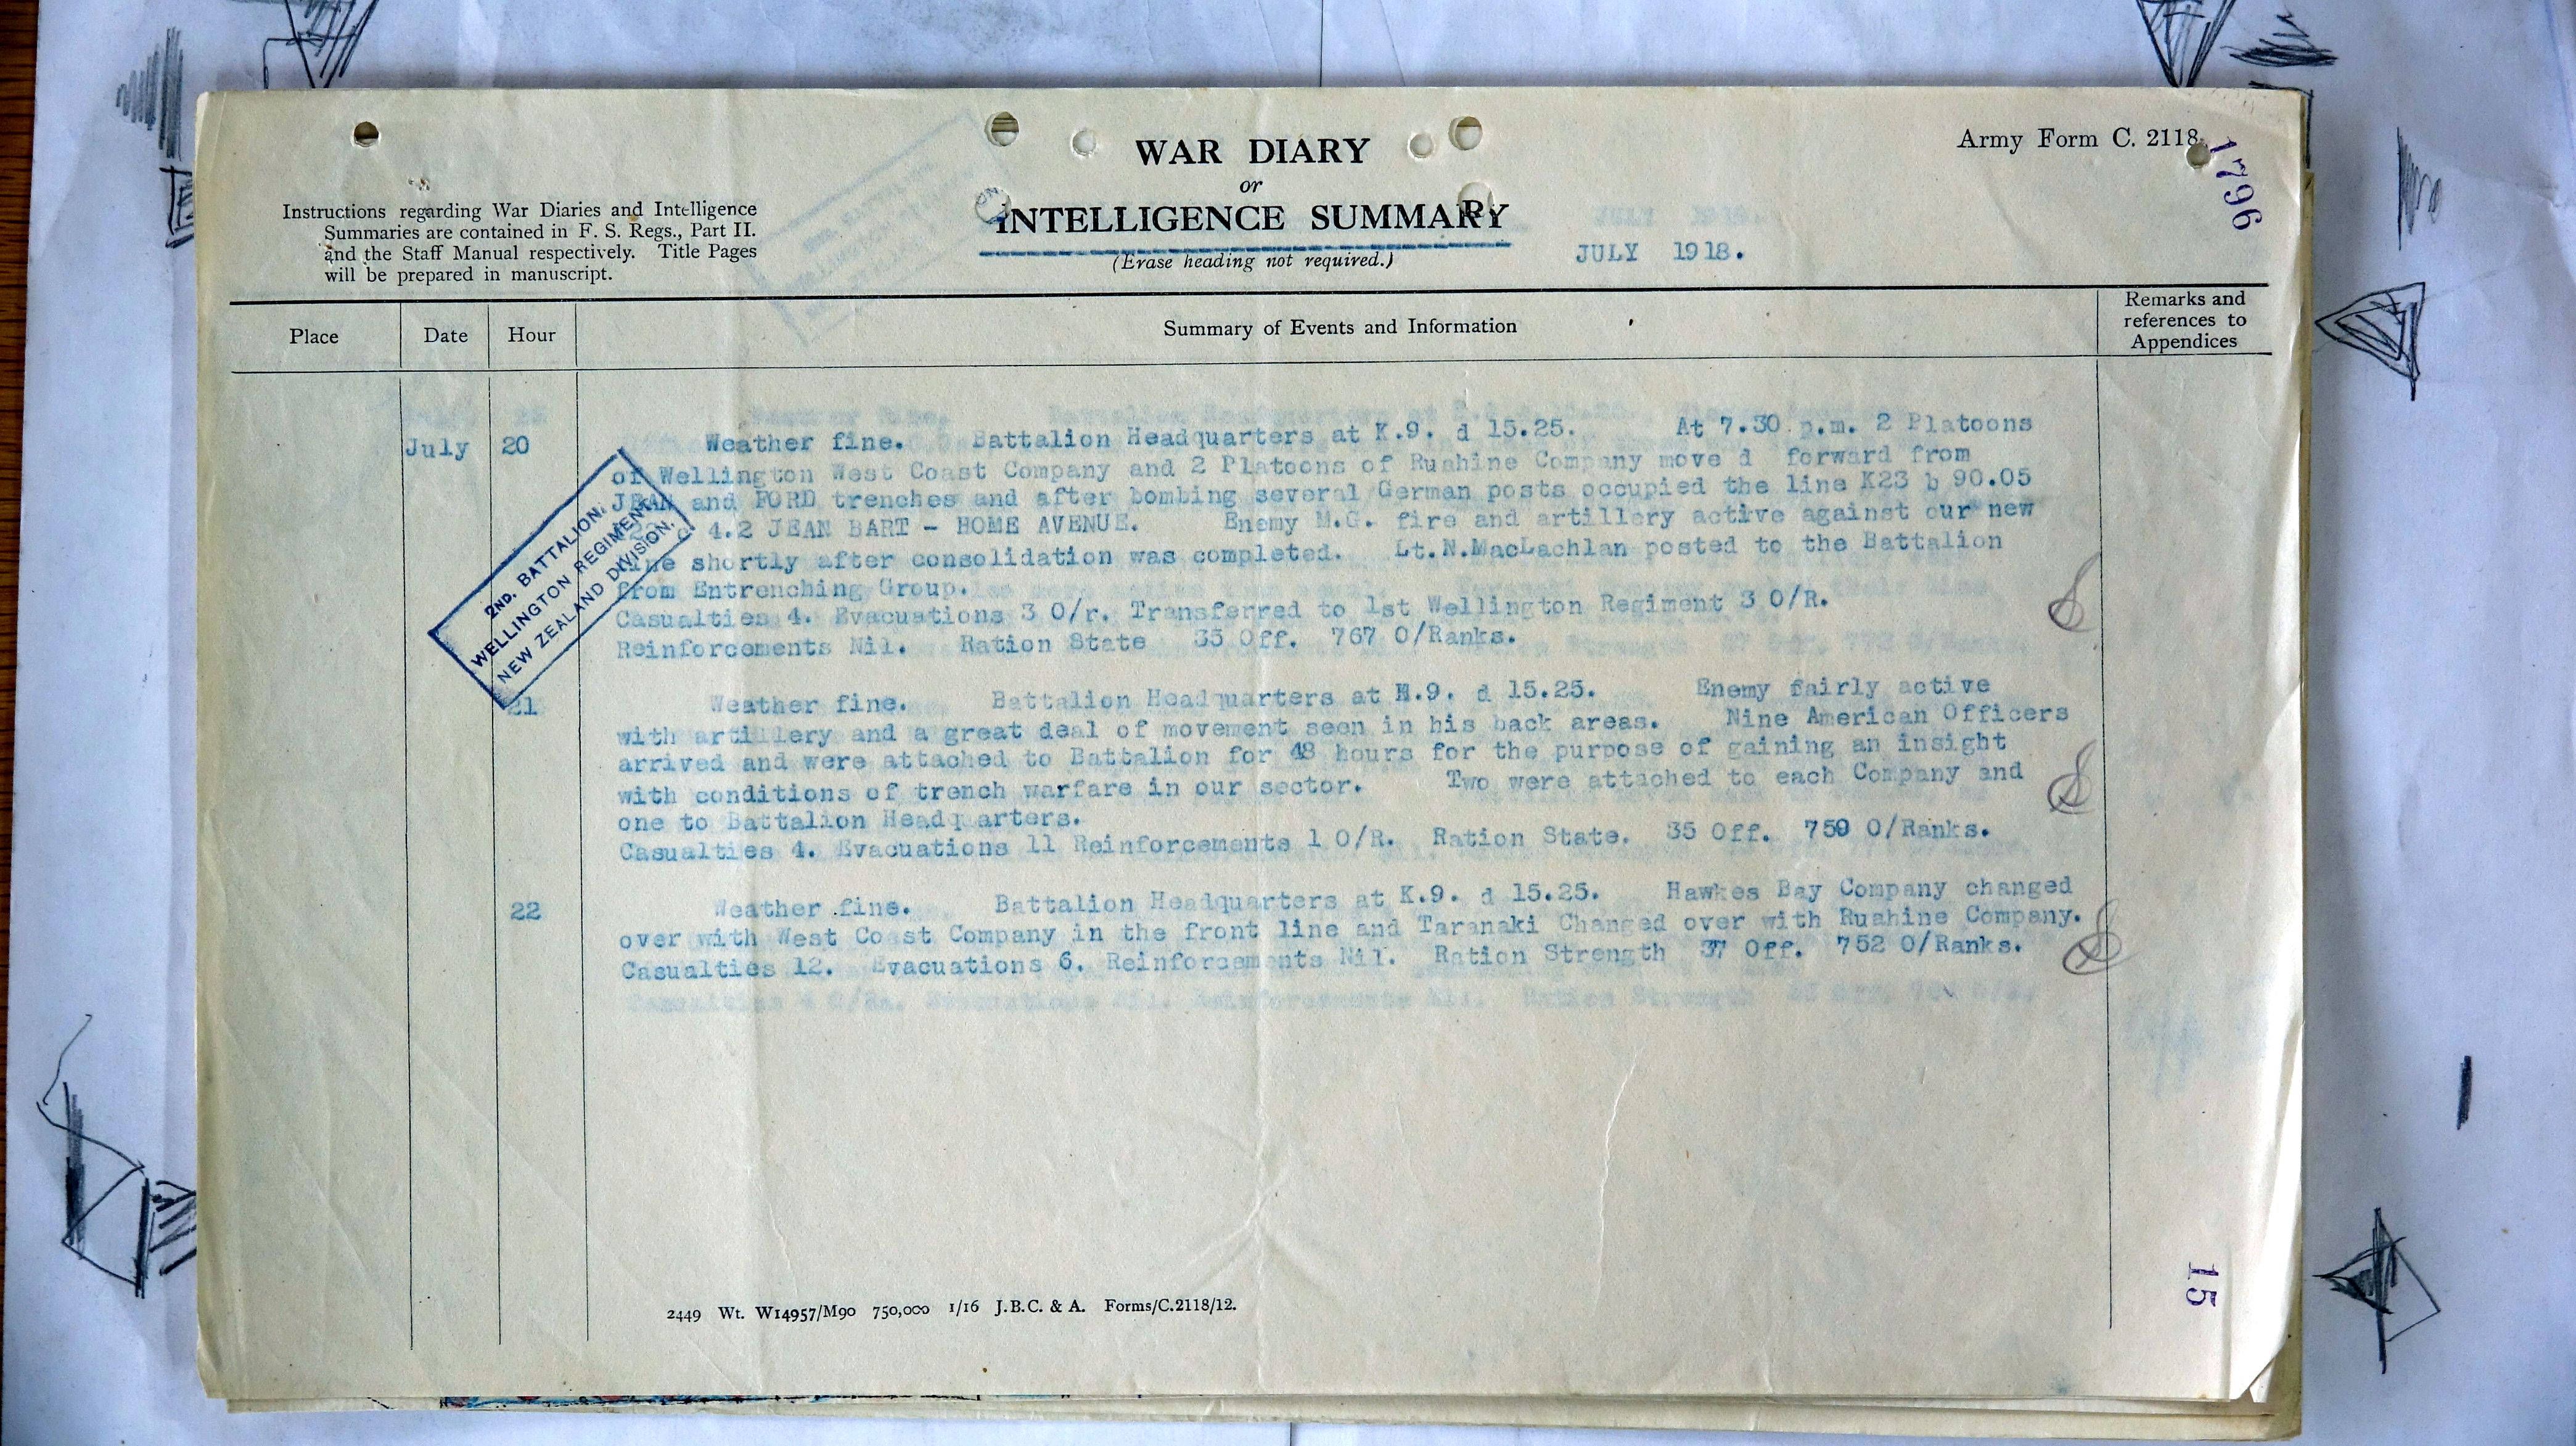 Army Form C. 2118.
1796
WAR DIARY
or
INTELLIGENCE SUMMARY
(Erase heading not required.)
JULY 1918.
Instructions regarding War Diaries and Intelligence
Summaries are contained in F. S. Regs., Part II.
and the Staff Manual respectively. Title Pages
will be prepared in manuscript.
Place Date Hour Summary of Events and Information Remarks and
references to
Appendices
July 20 Weather fine. Battalion Headquarters at K.9. d 15.25. At 7.30 p.m. 2 Platoons
of Wellington West Coast Company and 2 Platoons of Ruahine Company move d forward from
JEAN and FORD trenches and after bombing several German posts occupied the line K23 b 90.05
4.2 JEAN BART - HOME AVENUE. Enemy M.G. fire and artillery active against our new
line shortly after consolidation was completed. Lt.N.MacLachlan posted to the Battalion
from Entrenching Group.
Casualties 4. Evacuations 3 O/r. Transferred to 1st Wellington Regiment 3 O/R.
Reinforcements Nil. Ration State 35 Off. 767 O/Ranks.
2ND. BATTALION.
WELLINGTON REGIMENT
NEW ZEALAND DIVISION.
21 Weather fine. Battalion Headquarters at K.9. d 15.25. Enemy fairly active
with artillery and a great deal of movement seen in his back areas. Nine American Officers
arrived and were attached to Battalion for 48 hours for the purpose of gaining an insight
with conditions of trench warfare in our sector. Two were attached to each Company and
one to Battalion Headquarters.
Casualties 4. Evacuations 11 Reinforcements 1 O/R. Ration State. 35 Off. 759 O/Ranks.
22 Weather fine. Battalion Headquarters at K.9. d 15.25. Hawkes Bay Company changed
over with West Coast Company in the front line and Taranaki Changed over with Ruahine Company.
Casualties 12. Evacuations 6. Reinforcements Nil. Ration Strength 37 Off. 752 O/Ranks.
15
2449 Wt. W14957/M90 750,000 1/16 J.B.C. & A. Forms/C.2118/12.